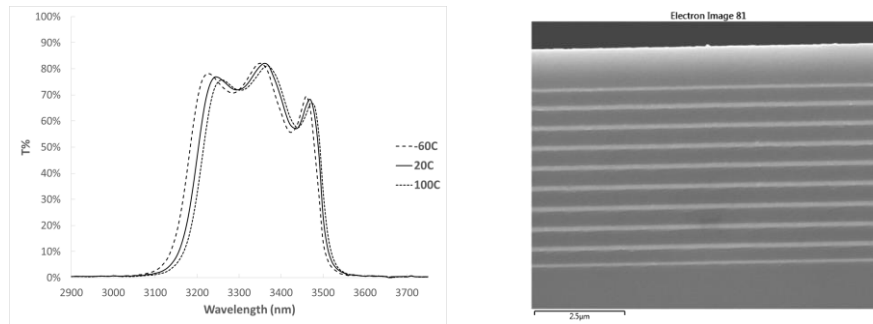 Electron Image 81
100%
90%
80%
70%
60%
50%
40%
30%
20%
10%
0%
T%
2900 3000 3100 3200 3300 3400 3500 3600 3700
Wavelength (nm)
-60C
20C
100C
2.5μm